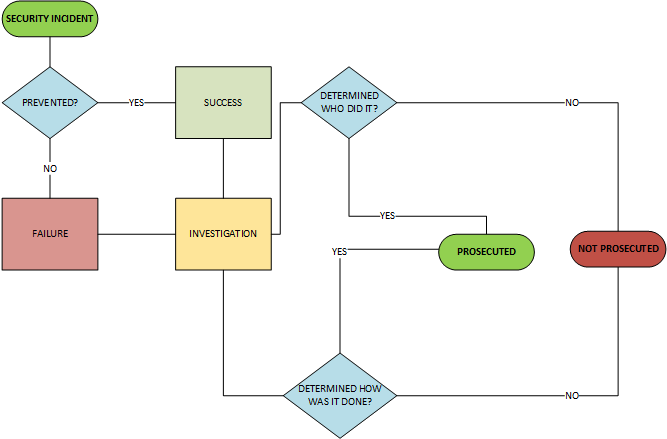 SECURITY INCIDENT
PREVENTED?
YES
SUCCESS
DETERMINED
WHO DID IT?
NO
NO
FAILURE
INVESTIGATION
YES
YES
PROSECUTED
NOT PROSECUTED
DETERMINED HOW
WAS IT DONE?
NO